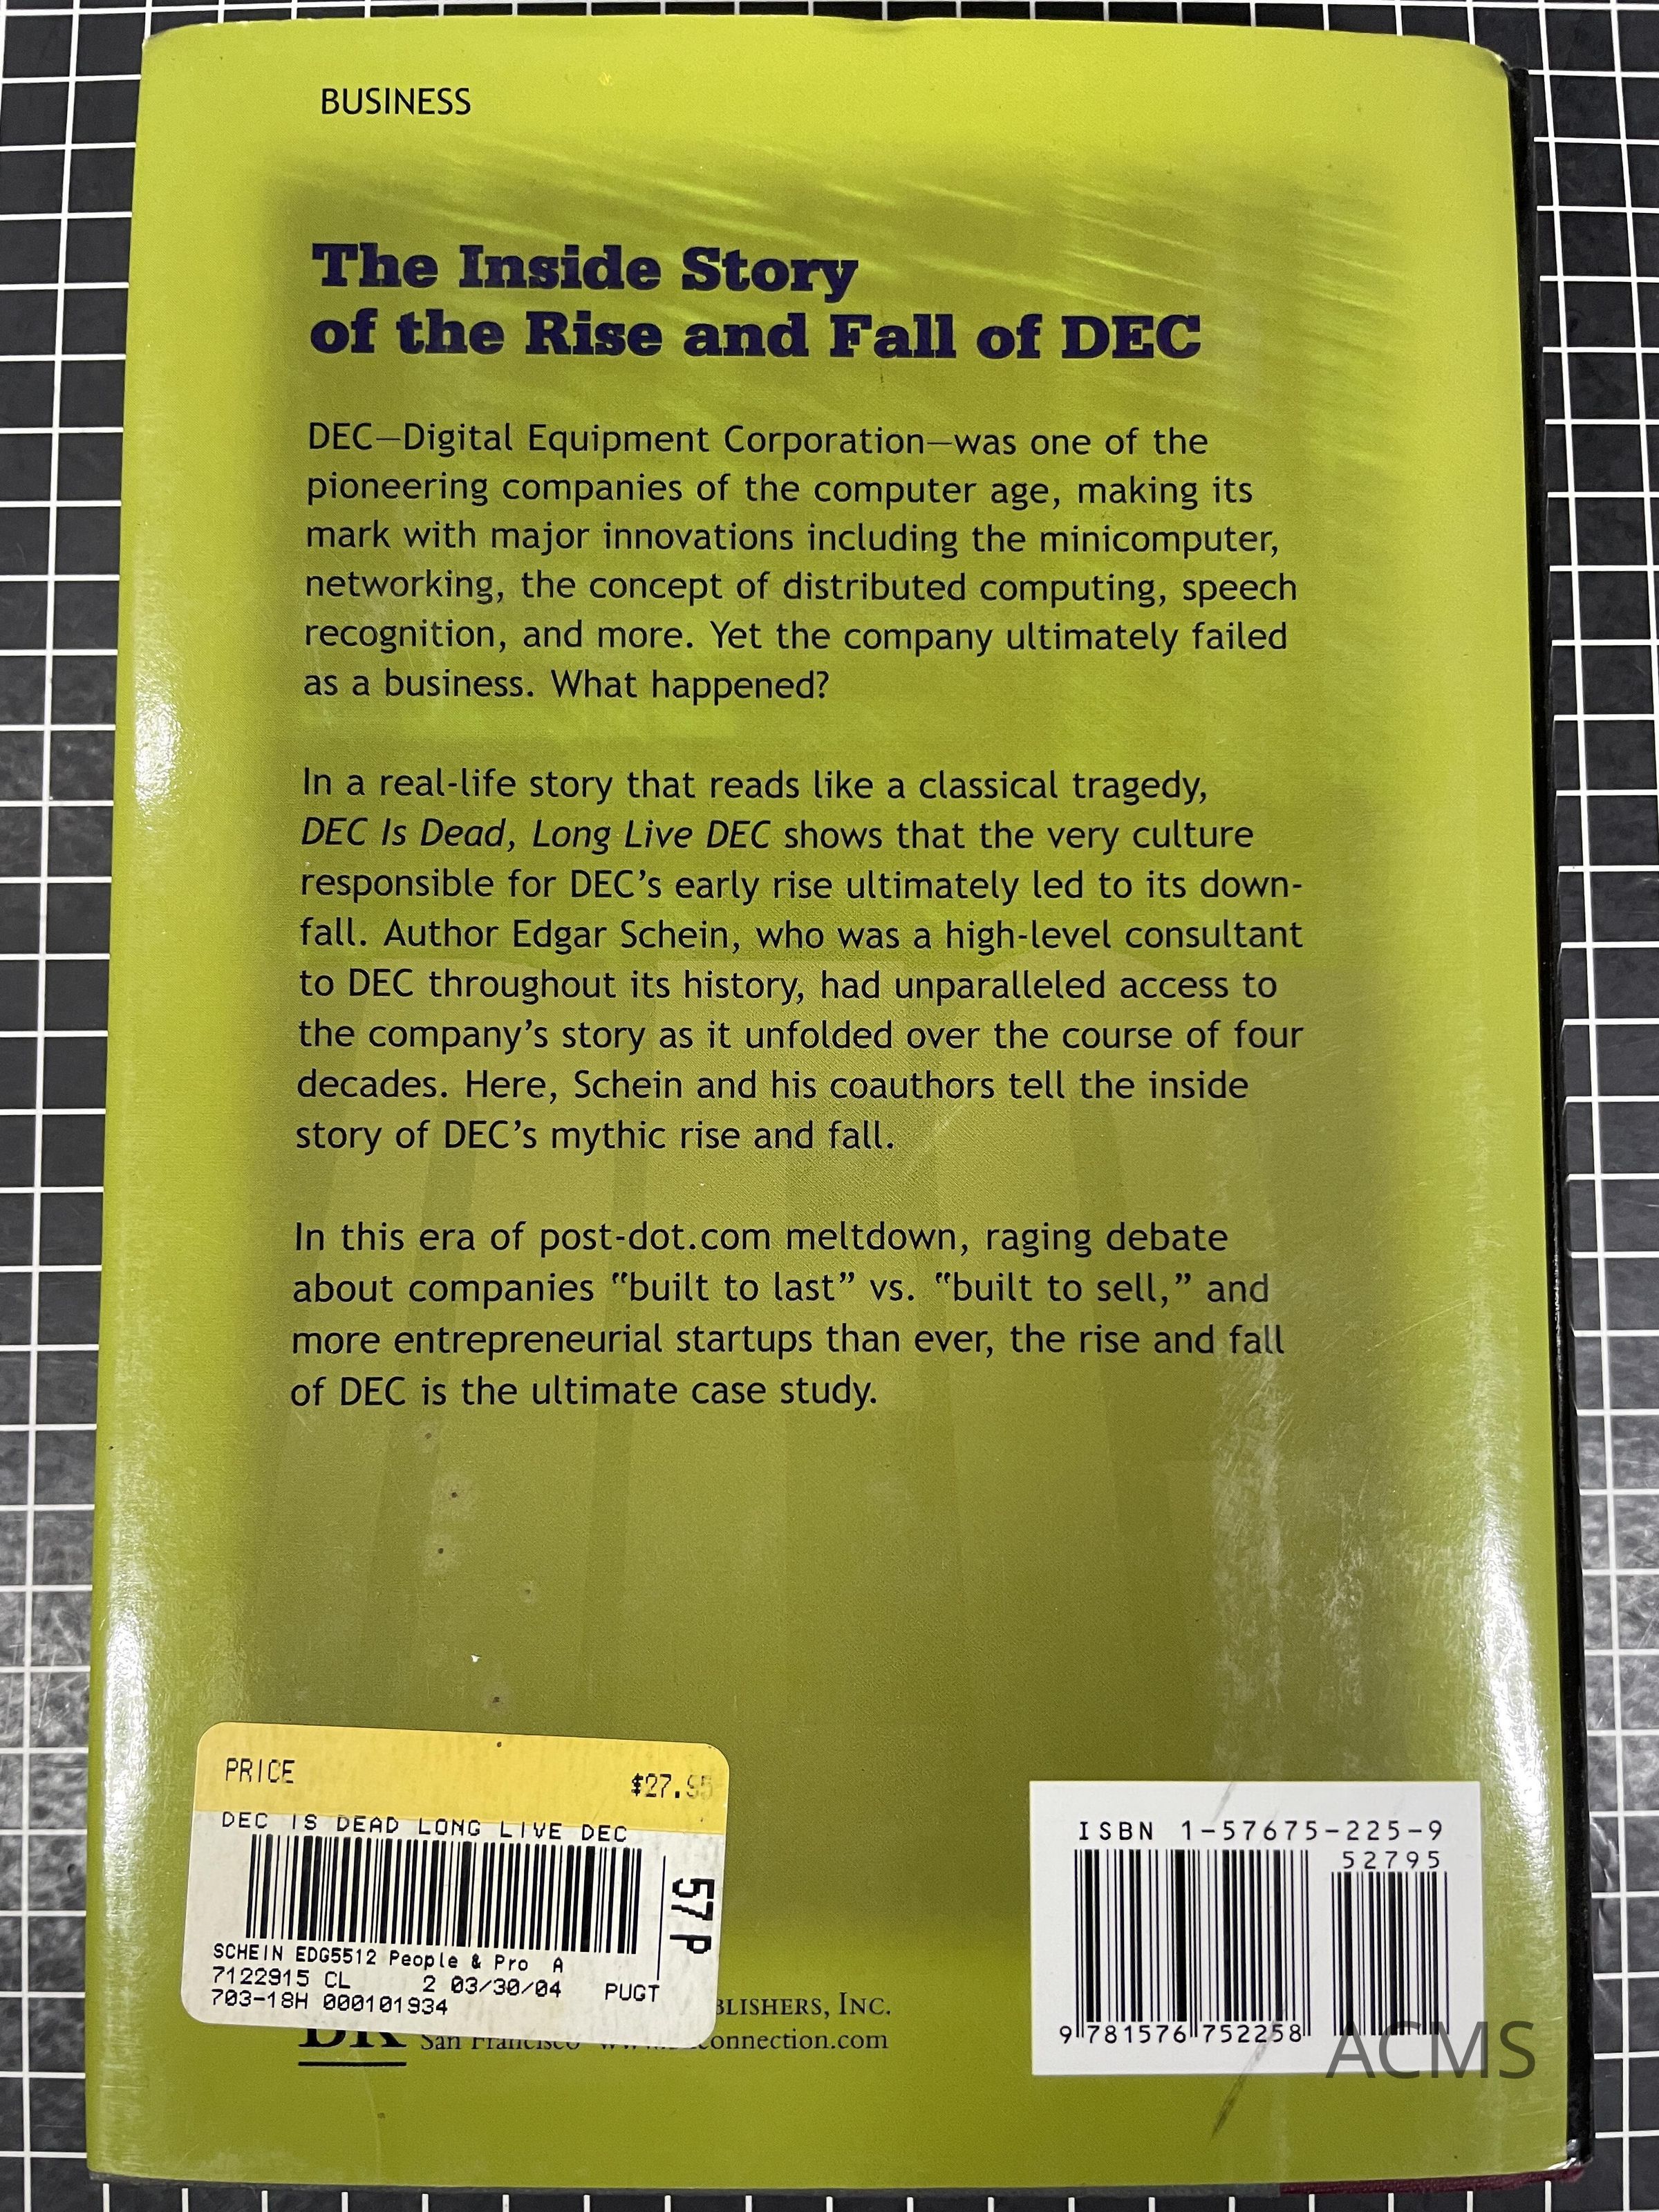 BUSINESS
The Inside Story
of the Rise and Fall of DEC
DEC—Digital Equipment Corporation—was one of the
pioneering companies of the computer age, making its
mark with major innovations including the minicomputer,
networking, the concept of distributed computing, speech
recognition, and more. Yet the company ultimately failed
as a business. What happened?
In a real-life story that reads like a classical tragedy,
DEC Is Dead, Long Live DEC shows that the very culture
responsible for DEC’s early rise ultimately led to its down-
fall. Author Edgar Schein, who was a high-level consultant
to DEC throughout its history, had unparalleled access to
the company’s story as it unfolded over the course of four
decades. Here, Schein and his coauthors tell the inside
story of DEC’s mythic rise and fall.
In this era of post-dot.com meltdown, raging debate
about companies “built to last” vs. “built to sell,” and
more entrepreneurial startups than ever, the rise and fall
of DEC is the ultimate case study.
PRICE
$27.95
DEC IS DEAD LONG LIVE DEC
57 P
SCHEIN EDG5512 People & Pro A
7122915 CL 2 03/30/04 PUGT
703-18H 000101934
BLISHERS, INC.
San Francisco onnection.com
ISBN 1-57675-225-9
52795
9 781576 752258
ACMS